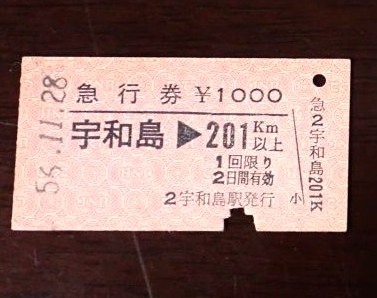 56.11.28
急行券 ¥1000
宇和島▶201Km以上
1回限り
2日間有効
2宇和島駅発行
小
急2宇和島201K